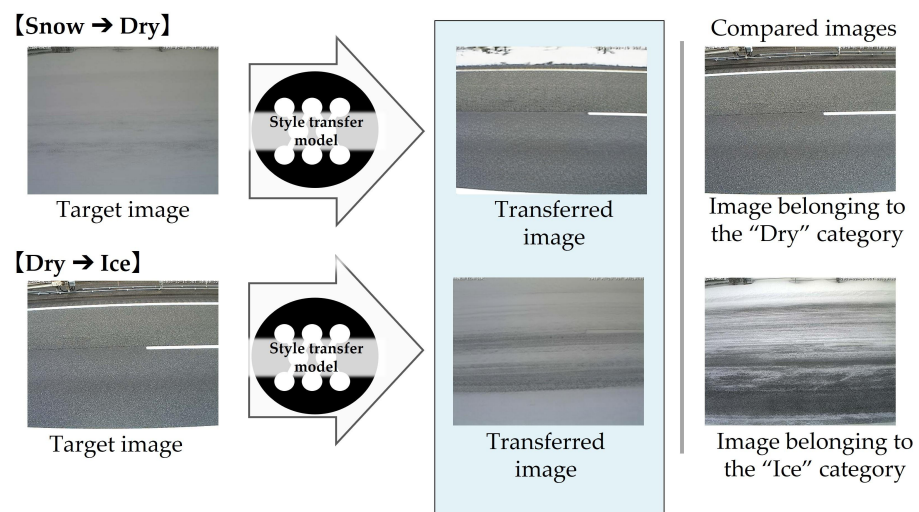 【Snow ➔ Dry】
Compared images
Style transfer
model
Target image
Transferred
image
Image belonging to
the “Dry” category
【Dry ➔ Ice】
Style transfer
model
Target image
Transferred
image
Image belonging to
the “Ice” category